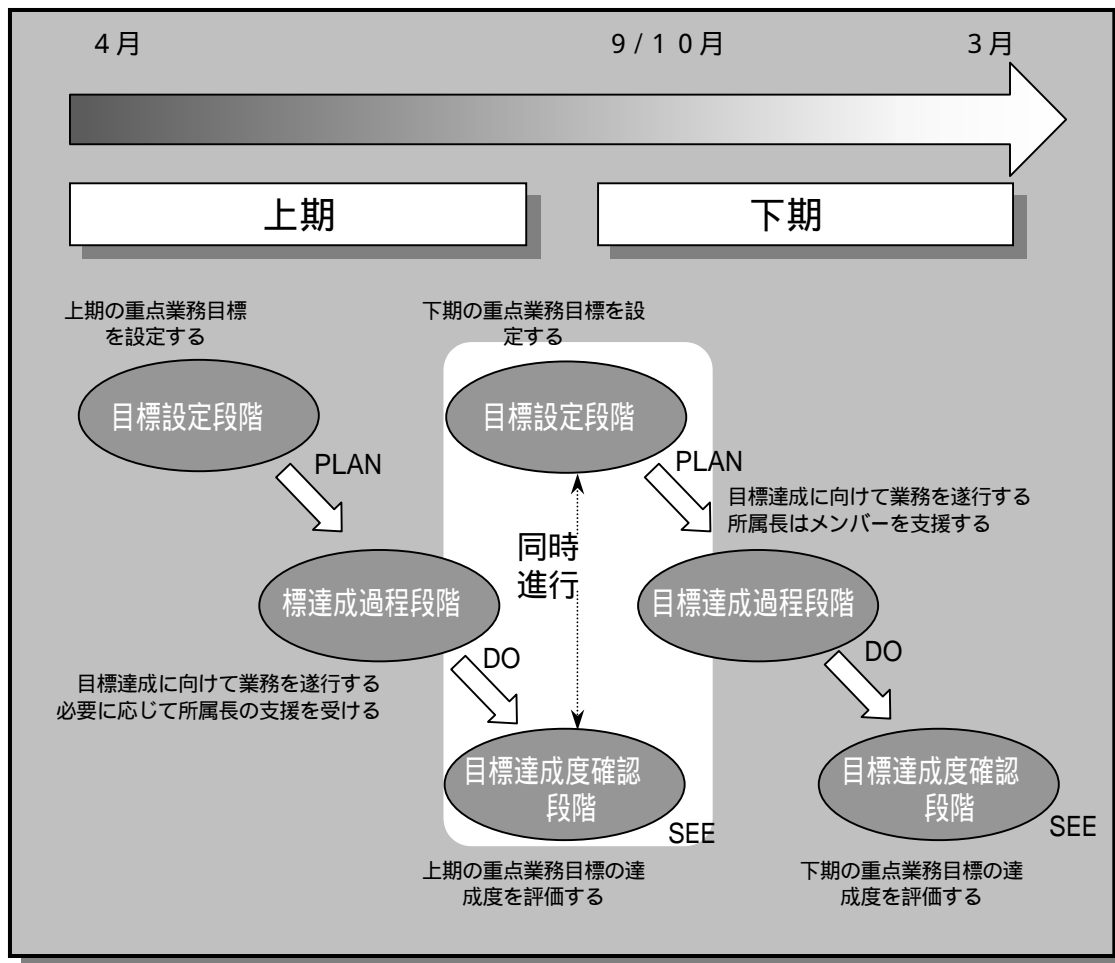 4月
9/10月
3月
上期
下期
上期の重点業務目標
を設定する
下期の重点業務目標を設
定する
目標設定段階
目標設定段階
PLAN
PLAN
目標達成に向けて業務を遂行する
所属長はメンバーを支援する
同時
進行
標達成過程段階
目標達成過程段階
DO
DO
目標達成に向けて業務を遂行する
必要に応じて所属長の支援を受ける
目標達成度確認
段階
目標達成度確認
段階
SEE
SEE
上期の重点業務目標の達
成度を評価する
下期の重点業務目標の達
成度を評価する